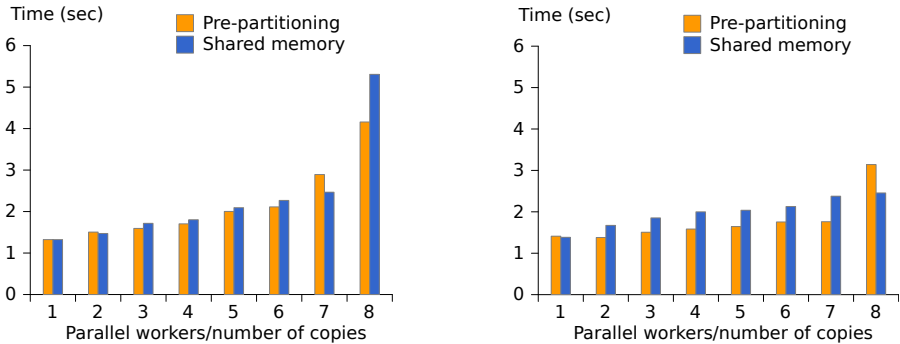 Time (sec)
Pre-partitioning
Shared memory
6
5
4
3
2
1
0
1 2 3 4 5 6 7 8
Parallel workers/number of copies
Time (sec)
Pre-partitioning
Shared memory
6
5
4
3
2
1
0
1 2 3 4 5 6 7 8
Parallel workers/number of copies